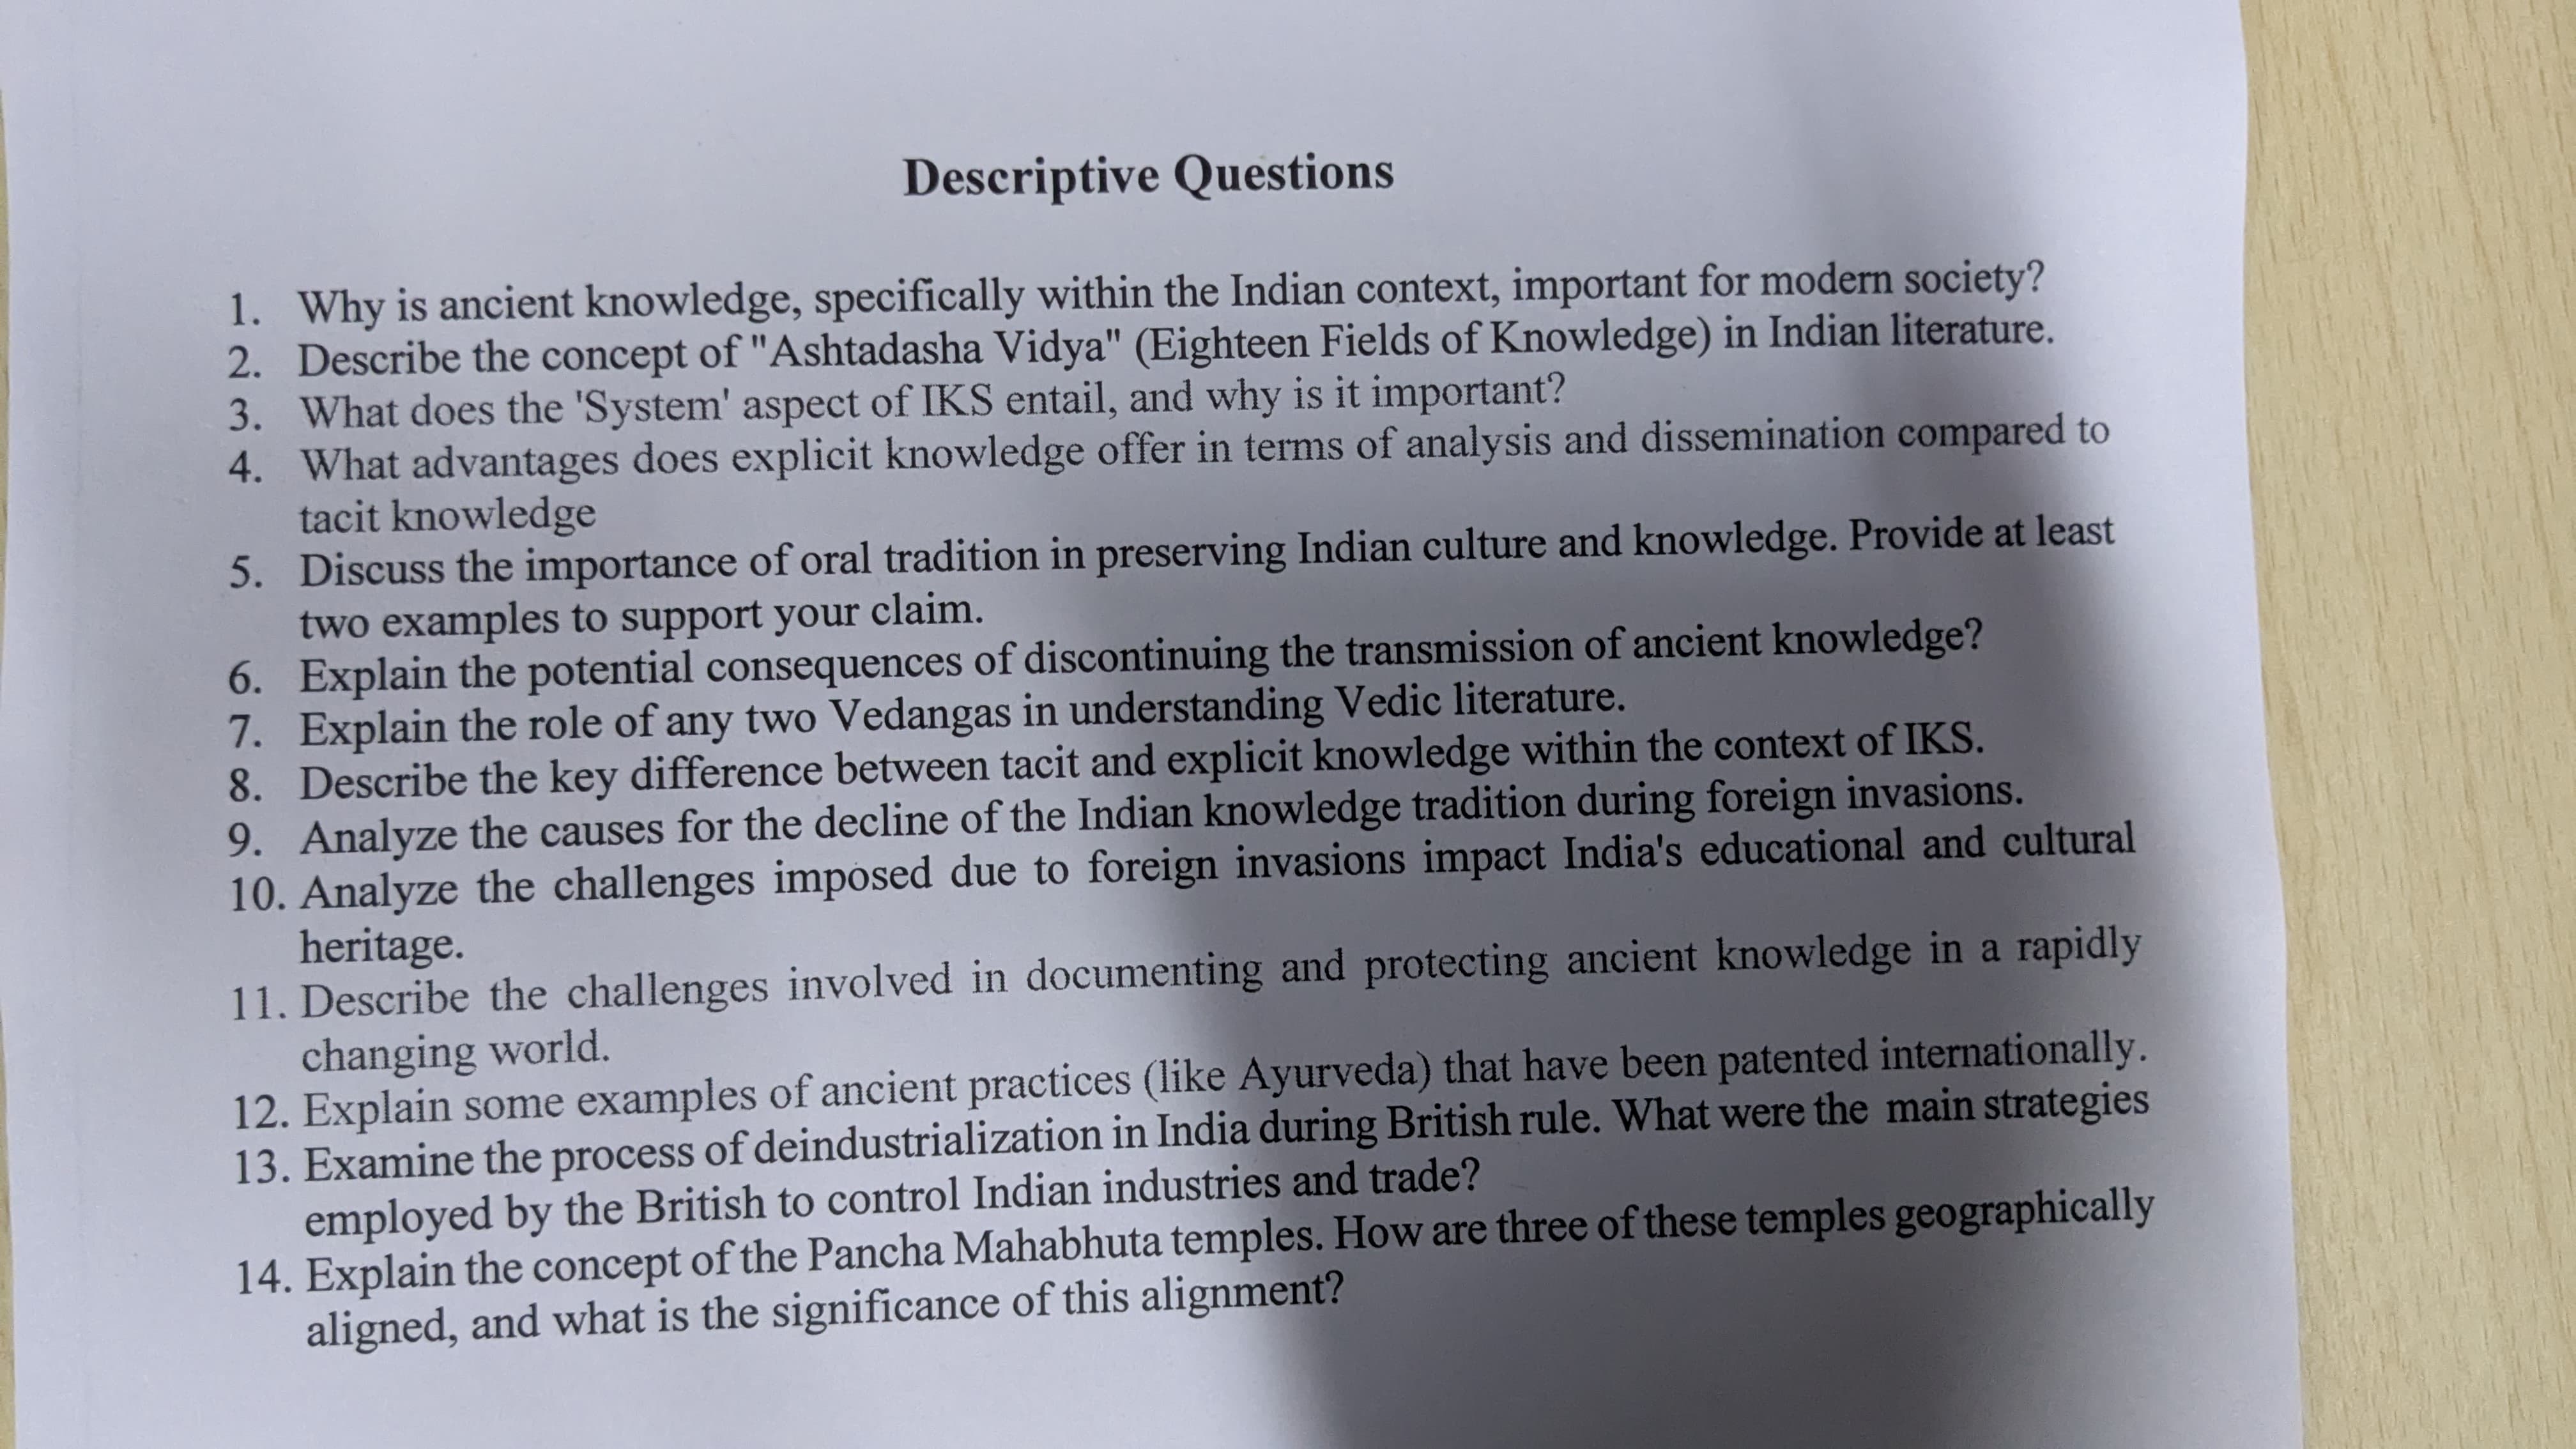 Descriptive Questions
1. Why is ancient knowledge, specifically within the Indian context, important for modern society?
2. Describe the concept of "Ashtadasha Vidya" (Eighteen Fields of Knowledge) in Indian literature.
3. What does the 'System' aspect of IKS entail, and why is it important?
4. What advantages does explicit knowledge offer in terms of analysis and dissemination compared to
tacit knowledge
5. Discuss the importance of oral tradition in preserving Indian culture and knowledge. Provide at least
two examples to support your claim.
6. Explain the potential consequences of discontinuing the transmission of ancient knowledge?
7. Explain the role of any two Vedangas in understanding Vedic literature.
8. Describe the key difference between tacit and explicit knowledge within the context of IKS.
9. Analyze the causes for the decline of the Indian knowledge tradition during foreign invasions.
10. Analyze the challenges imposed due to foreign invasions impact India's educational and cultural
heritage.
11. Describe the challenges involved in documenting and protecting ancient knowledge in a rapidly
changing world.
12. Explain some examples of ancient practices (like Ayurveda) that have been patented internationally.
13. Examine the process of deindustrialization in India during British rule. What were the main strategies
employed by the British to control Indian industries and trade?
14. Explain the concept of the Pancha Mahabhuta temples. How are three of these temples geographically
aligned, and what is the significance of this alignment?